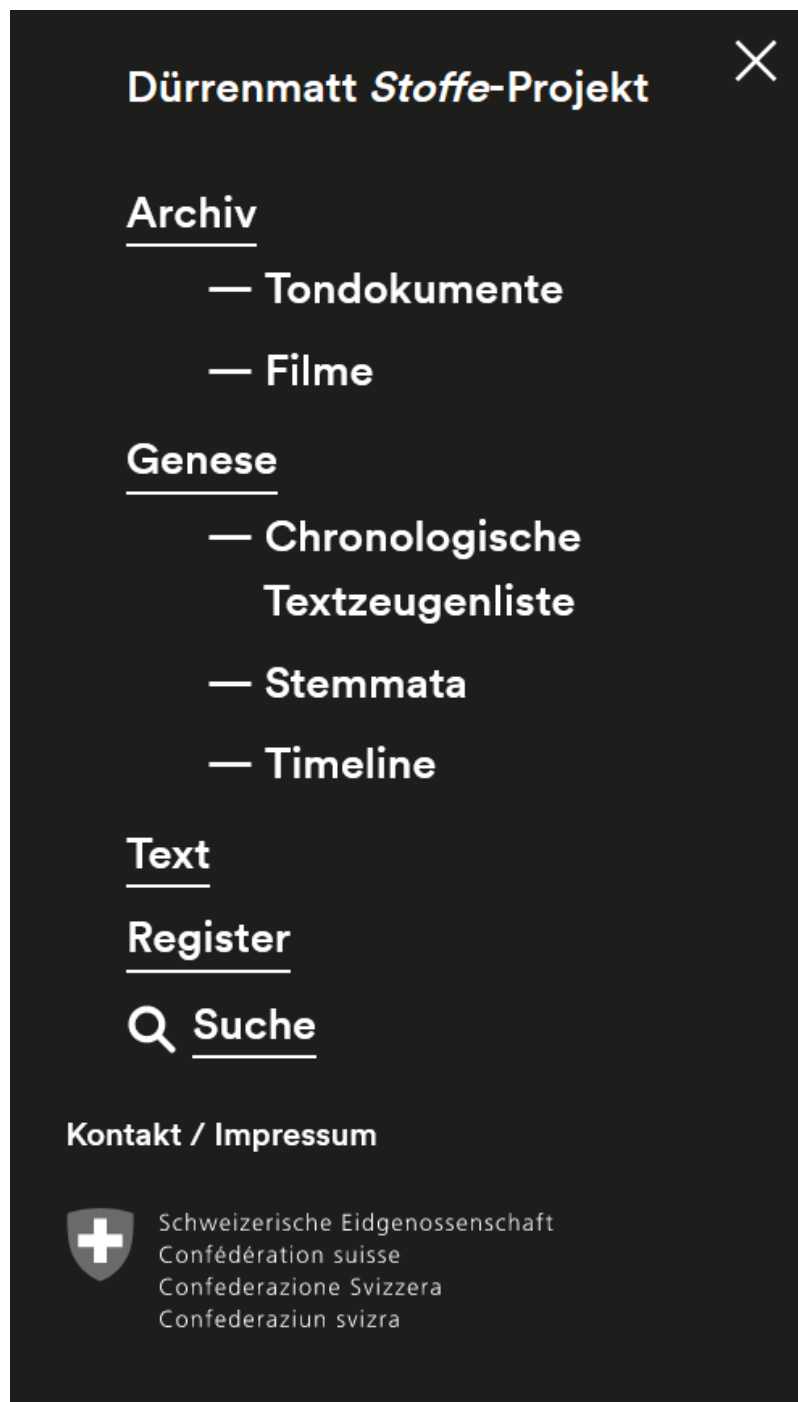 Dürrenmatt Stoffe-Projekt
Archiv
— Tondokumente
— Filme
Genese
— Chronologische
Textzeugenliste
— Stemmata
— Timeline
Text
Register
Suche
Kontakt / Impressum
Schweizerische Eidgenossenschaft
Confédération suisse
Confederazione Svizzera
Confederaziun svizra